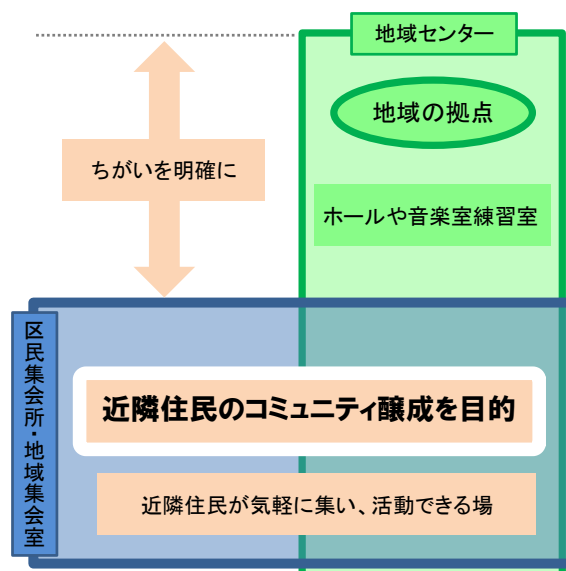 地域センター
地域の拠点
ちがいを明確に
ホールや音楽室練習室
区民集会所・地域集会室
近隣住民のコミュニティ醸成を目的
近隣住民が気軽に集い、活動できる場